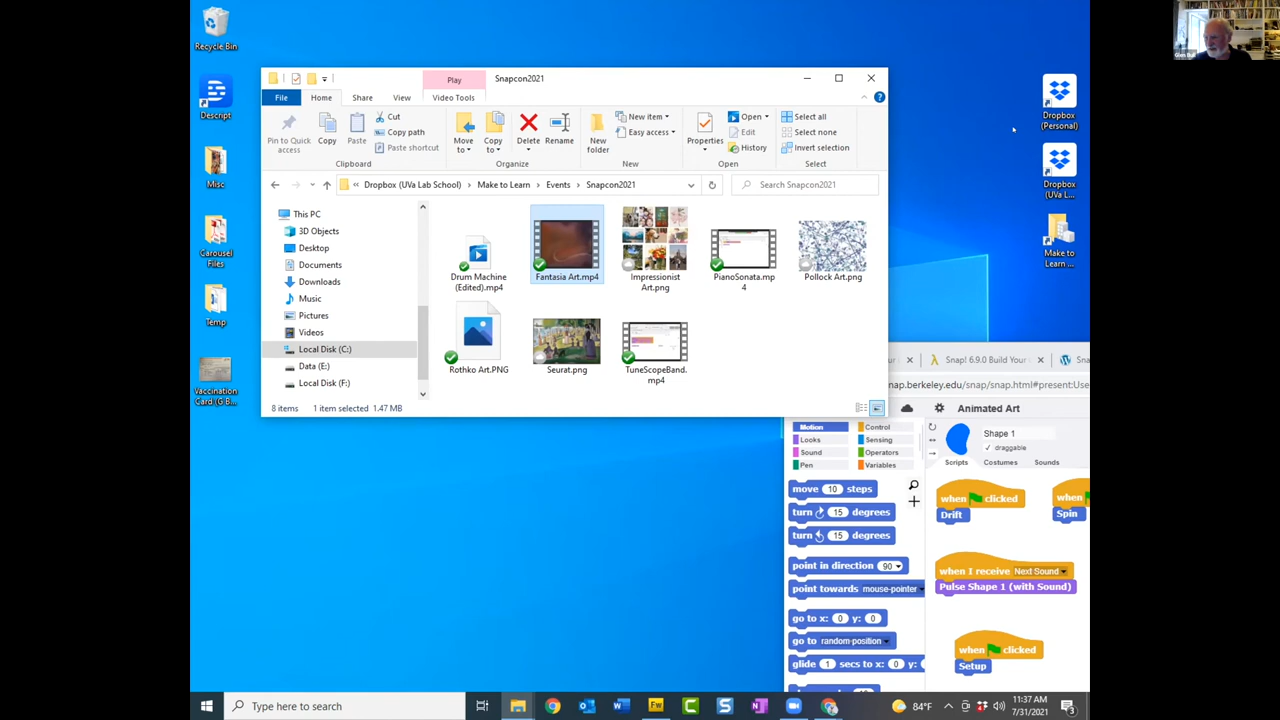 Recycle Bin
Descript
Misc
Carousel
Files
Temp
Vaccination
Card (G B...
Play
Snapcon2021
File
Home
Share
View
Video Tools
Pin to Quick
access
Copy
Paste
Cut
Copy path
Paste shortcut
Clipboard
Move
to
Copy
to
Delete
Rename
Organize
New
folder
New item
Easy access
New
Properties
Open
Edit
History
Open
Select all
Select none
Invert selection
Select
« Dropbox (UVa Lab School) > Make to Learn > Events > Snapcon2021
Search Snapcon2021
This PC
3D Objects
Desktop
Documents
Downloads
Music
Pictures
Videos
Local Disk (C:)
Data (E:)
Local Disk (F:)
Drum Machine
(Edited).mp4
Fantasia Art.mp4
Impressionist
Art.png
PianoSonata.mp
4
Pollock Art.png
Rothko Art.PNG
Seurat.png
TuneScopeBand.
mp4
8 items
1 item selected 1.47 MB
Dropbox
(Personal)
Dropbox
(UVa L...
Make to
Learn ...
Glen Bull
Snap! 6.9.0 Build Your
Sna
nap.berkeley.edu/snap/snap.html#present:Use
Animated Art
Motion
Looks
Sound
Pen
Control
Sensing
Operators
Variables
Shape 1
draggable
Scripts
Costumes
Sounds
move 10 steps
turn 15 degrees
turn 15 degrees
point in direction 90
point towards mouse-pointer
go to x: 0 y: 0
go to random-position
glide 1 secs to x: 0 y:
when clicked
Drift
when
Spin
when I receive Next Sound
Pulse Shape 1 (with Sound)
when clicked
Setup
Type here to search
84°F
11:37 AM
7/31/2021
3